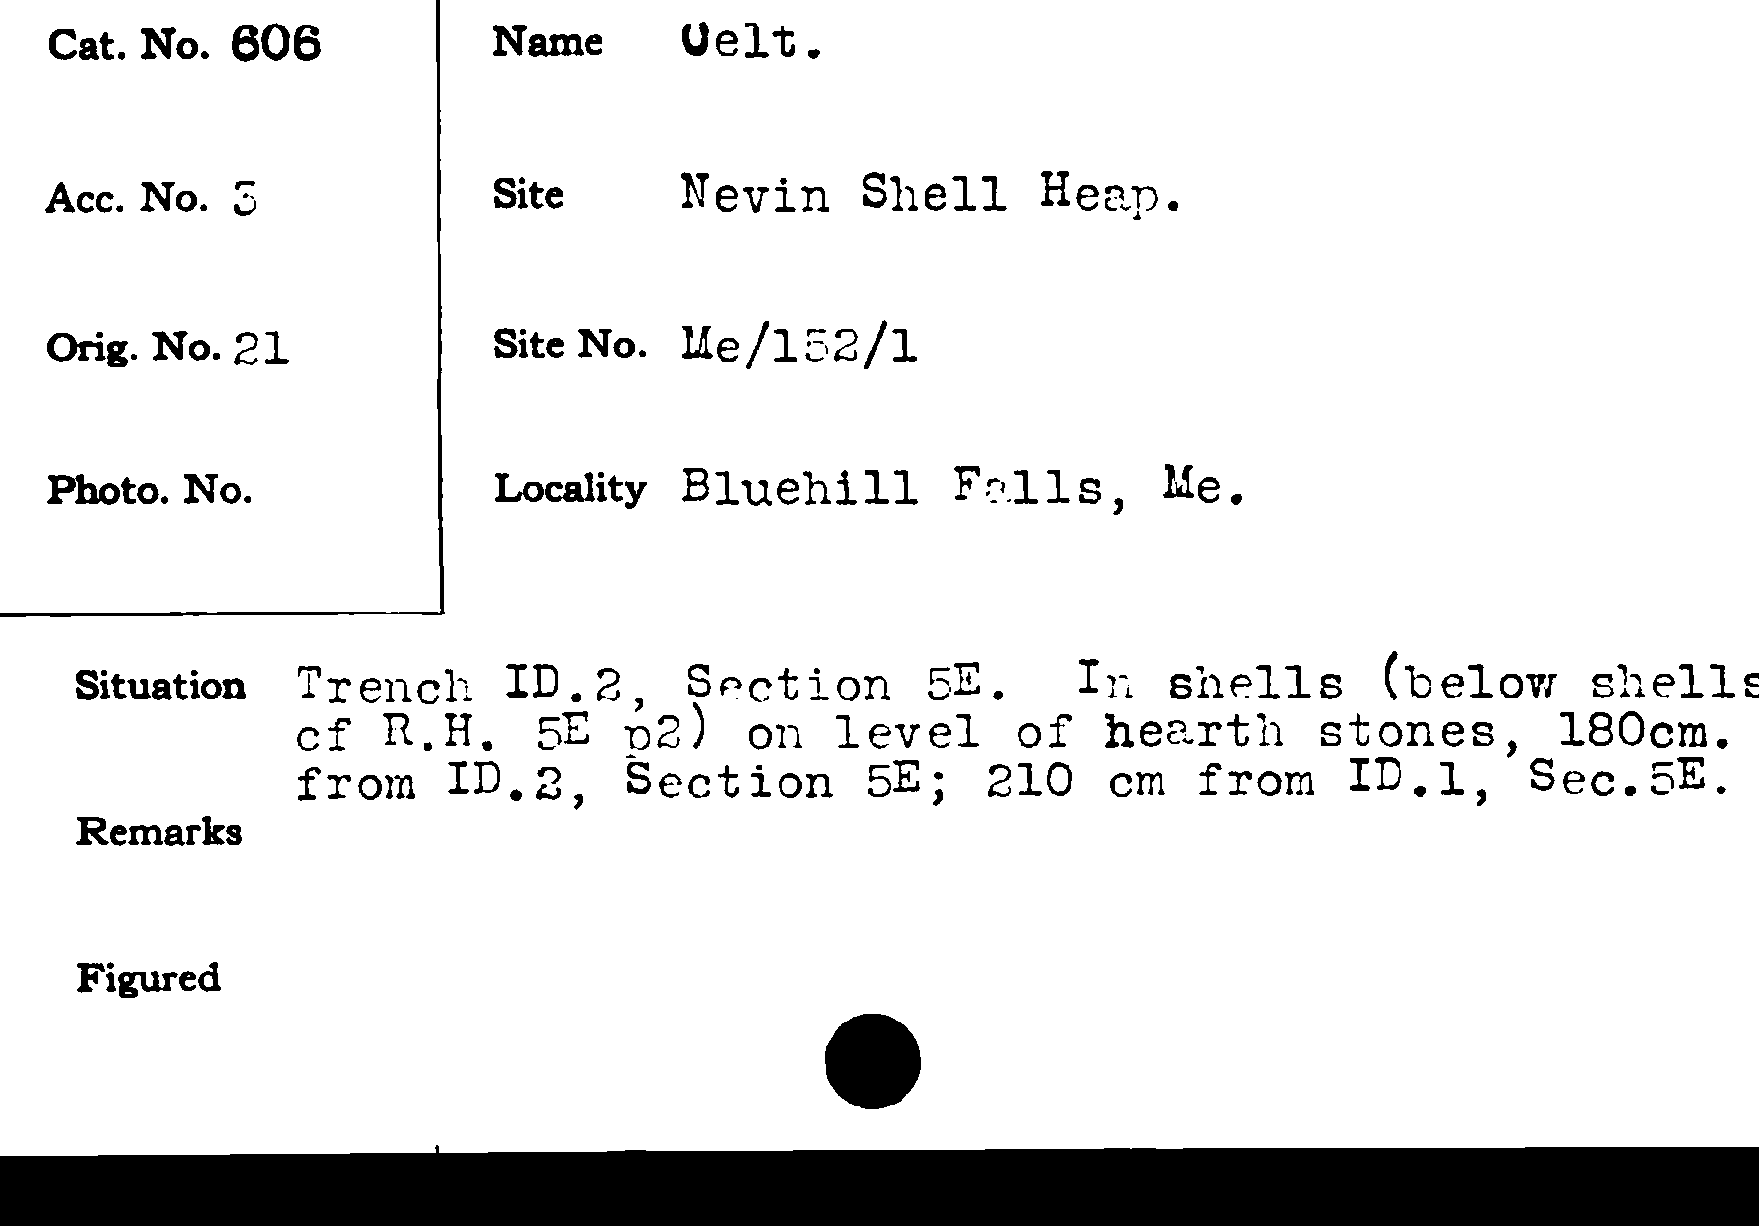 Cat. No. 606
Name Celt.
Acc. No. 3
Site Nevin Shell Heap.
Orig. No. 21
Site No. Me/152/1
Photo. No.
Locality Bluehill Falls, Me.
Situation Trench ID.2, Section 5E. In shells (below shells
cf R.H. 5E p2) on level of hearth stones, 180cm.
from ID.2, Section 5E; 210 cm from ID.1, Sec.5E.
Remarks
Figured